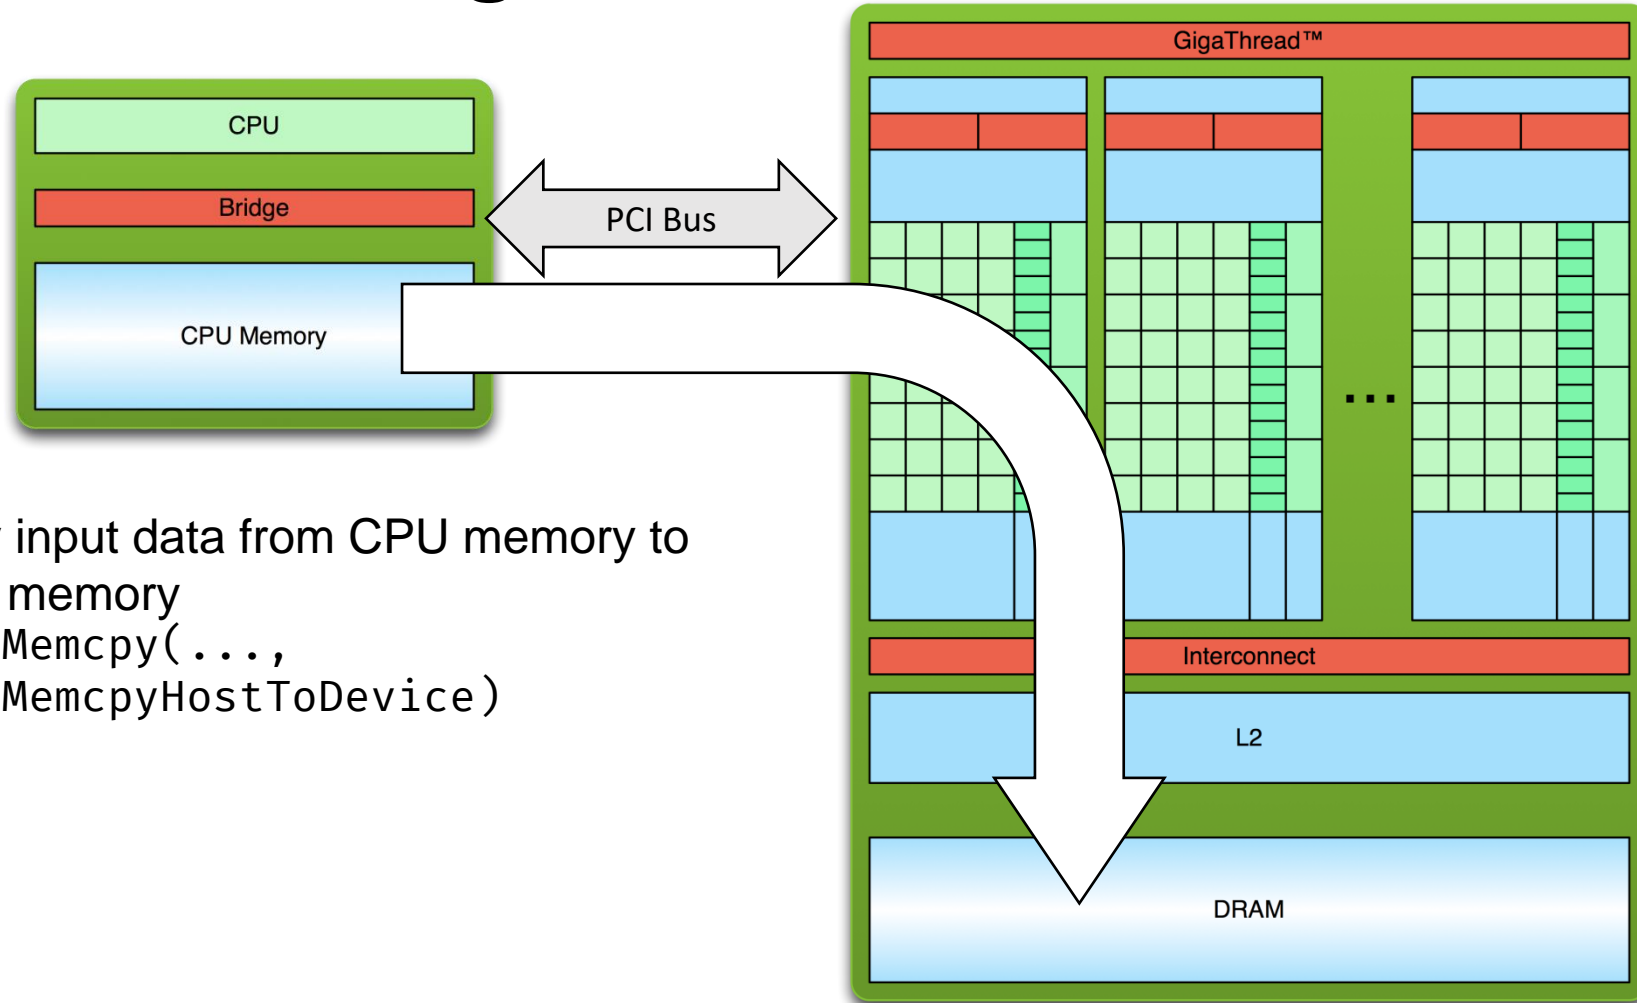 GigaThread™
CPU
Bridge
PCI Bus
CPU Memory
...
input data from CPU memory to
memory
Memcpy(...,
MemcpyHostToDevice)
Interconnect
L2
DRAM